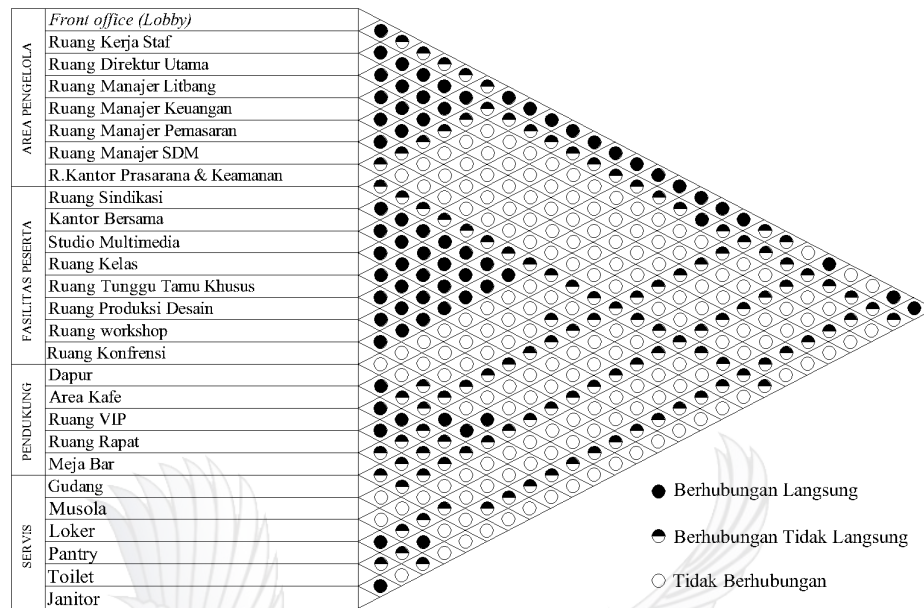 AREA PENGELOLA
Front office (Lobby)
Ruang Kerja Staf
Ruang Direktur Utama
Ruang Manajer Litbang
Ruang Manajer Keuangan
Ruang Manajer Pemasaran
Ruang Manajer SDM
R.Kantor Prasarana & Keamanan
FASILITAS PESERTA
Ruang Sindikasi
Kantor Bersama
Studio Multimedia
Ruang Kelas
Ruang Tunggu Tamu Khusus
Ruang Produksi Desain
Ruang workshop
Ruang Konfrensi
PENDUKUNG
Dapur
Area Kafe
Ruang VIP
Ruang Rapat
Meja Bar
SERVIS
Gudang
Musola
Loker
Pantry
Toilet
Janitor
Berhubungan Langsung
Berhubungan Tidak Langsung
Tidak Berhubungan